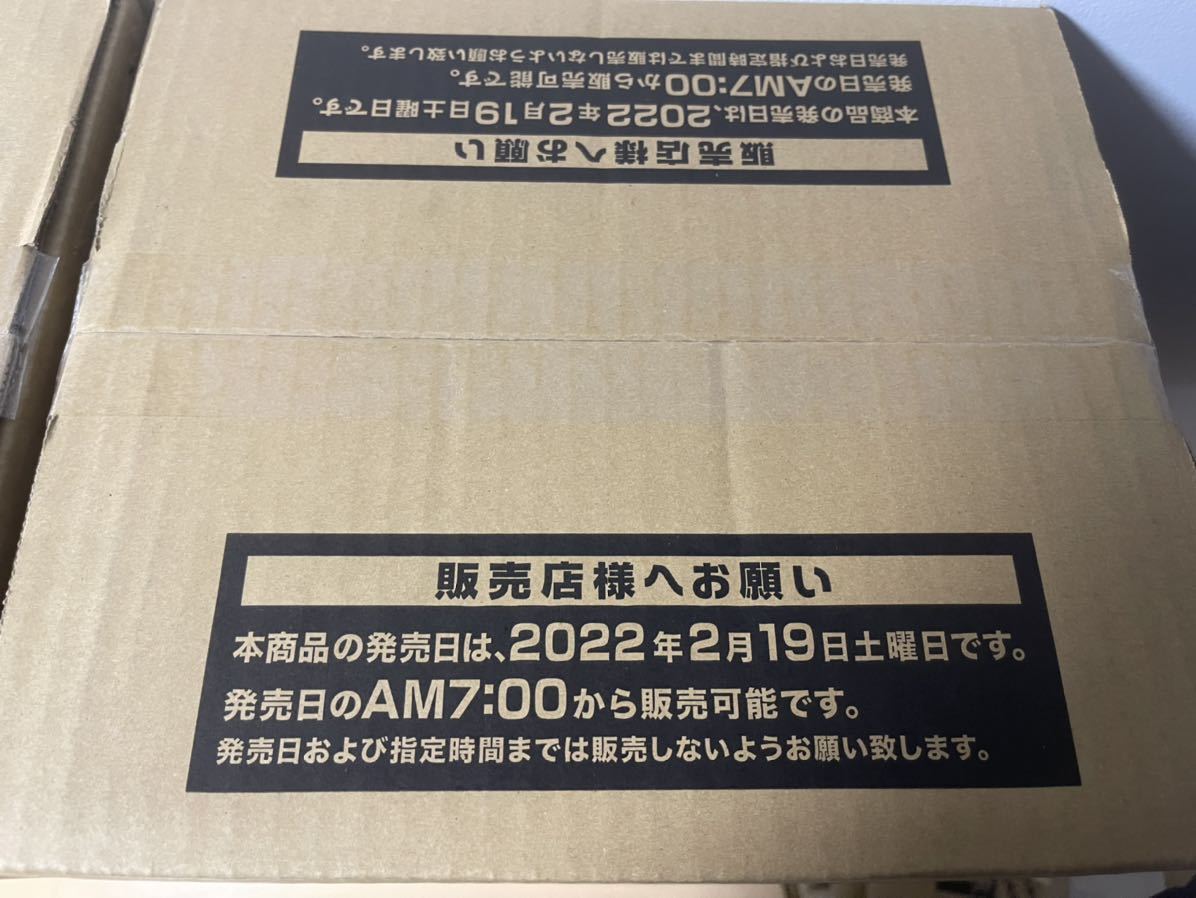 販売店様へお願い
本商品の発売日は、2022年2月19日土曜日です。
発売日のAM7:00から販売可能です。
発売日および指定時間までは販売しないようお願い致します。
販売店様へお願い
本商品の発売日は、2022年2月19日土曜日です。
発売日のAM7:00から販売可能です。
発売日および指定時間までは販売しないようお願い致します。